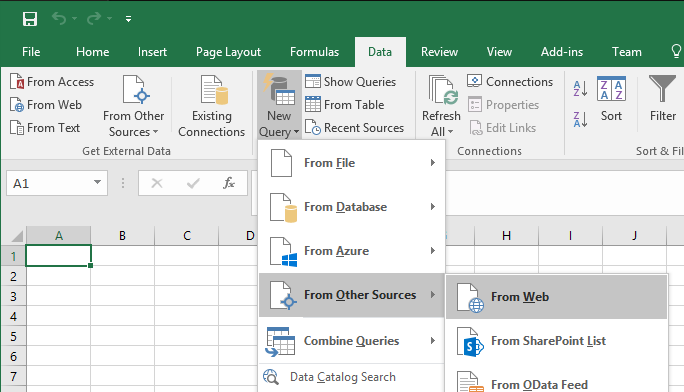 File Home Insert Page Layout Formulas Data Review View Add-ins Team
From Access
From Web
From Text
From Other
Sources
Get External Data
Existing
Connections
New
Query
Show Queries
From Table
Recent Sources
Refresh
All
Connections
Properties
Edit Links
Connections
Sort
Filter
Sort & Fil
A1
fx
A B C D H I J
1
2
3
4
5
6
7
From File
From Database
From Azure
From Other Sources
Combine Queries
Data Catalog Search
From Web
From SharePoint List
From OData Feed